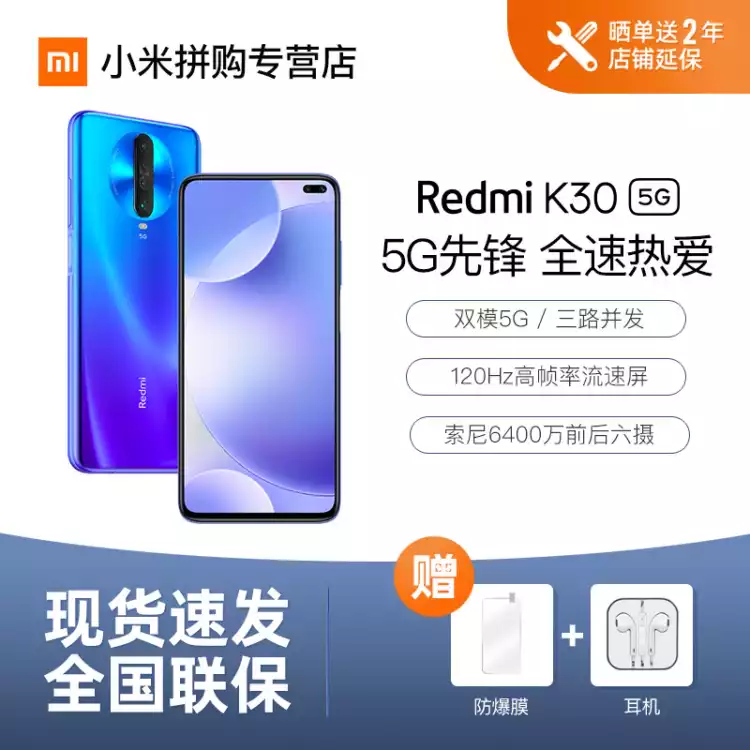 小米拼购专营店
晒单送2年
店铺延保
Redmi K30 5G
5G先锋 全速热爱
双模5G / 三路并发
120Hz高帧率流速屏
索尼6400万前后六摄
5G
Redmi
现货速发
全国联保
赠
防爆膜
+
耳机